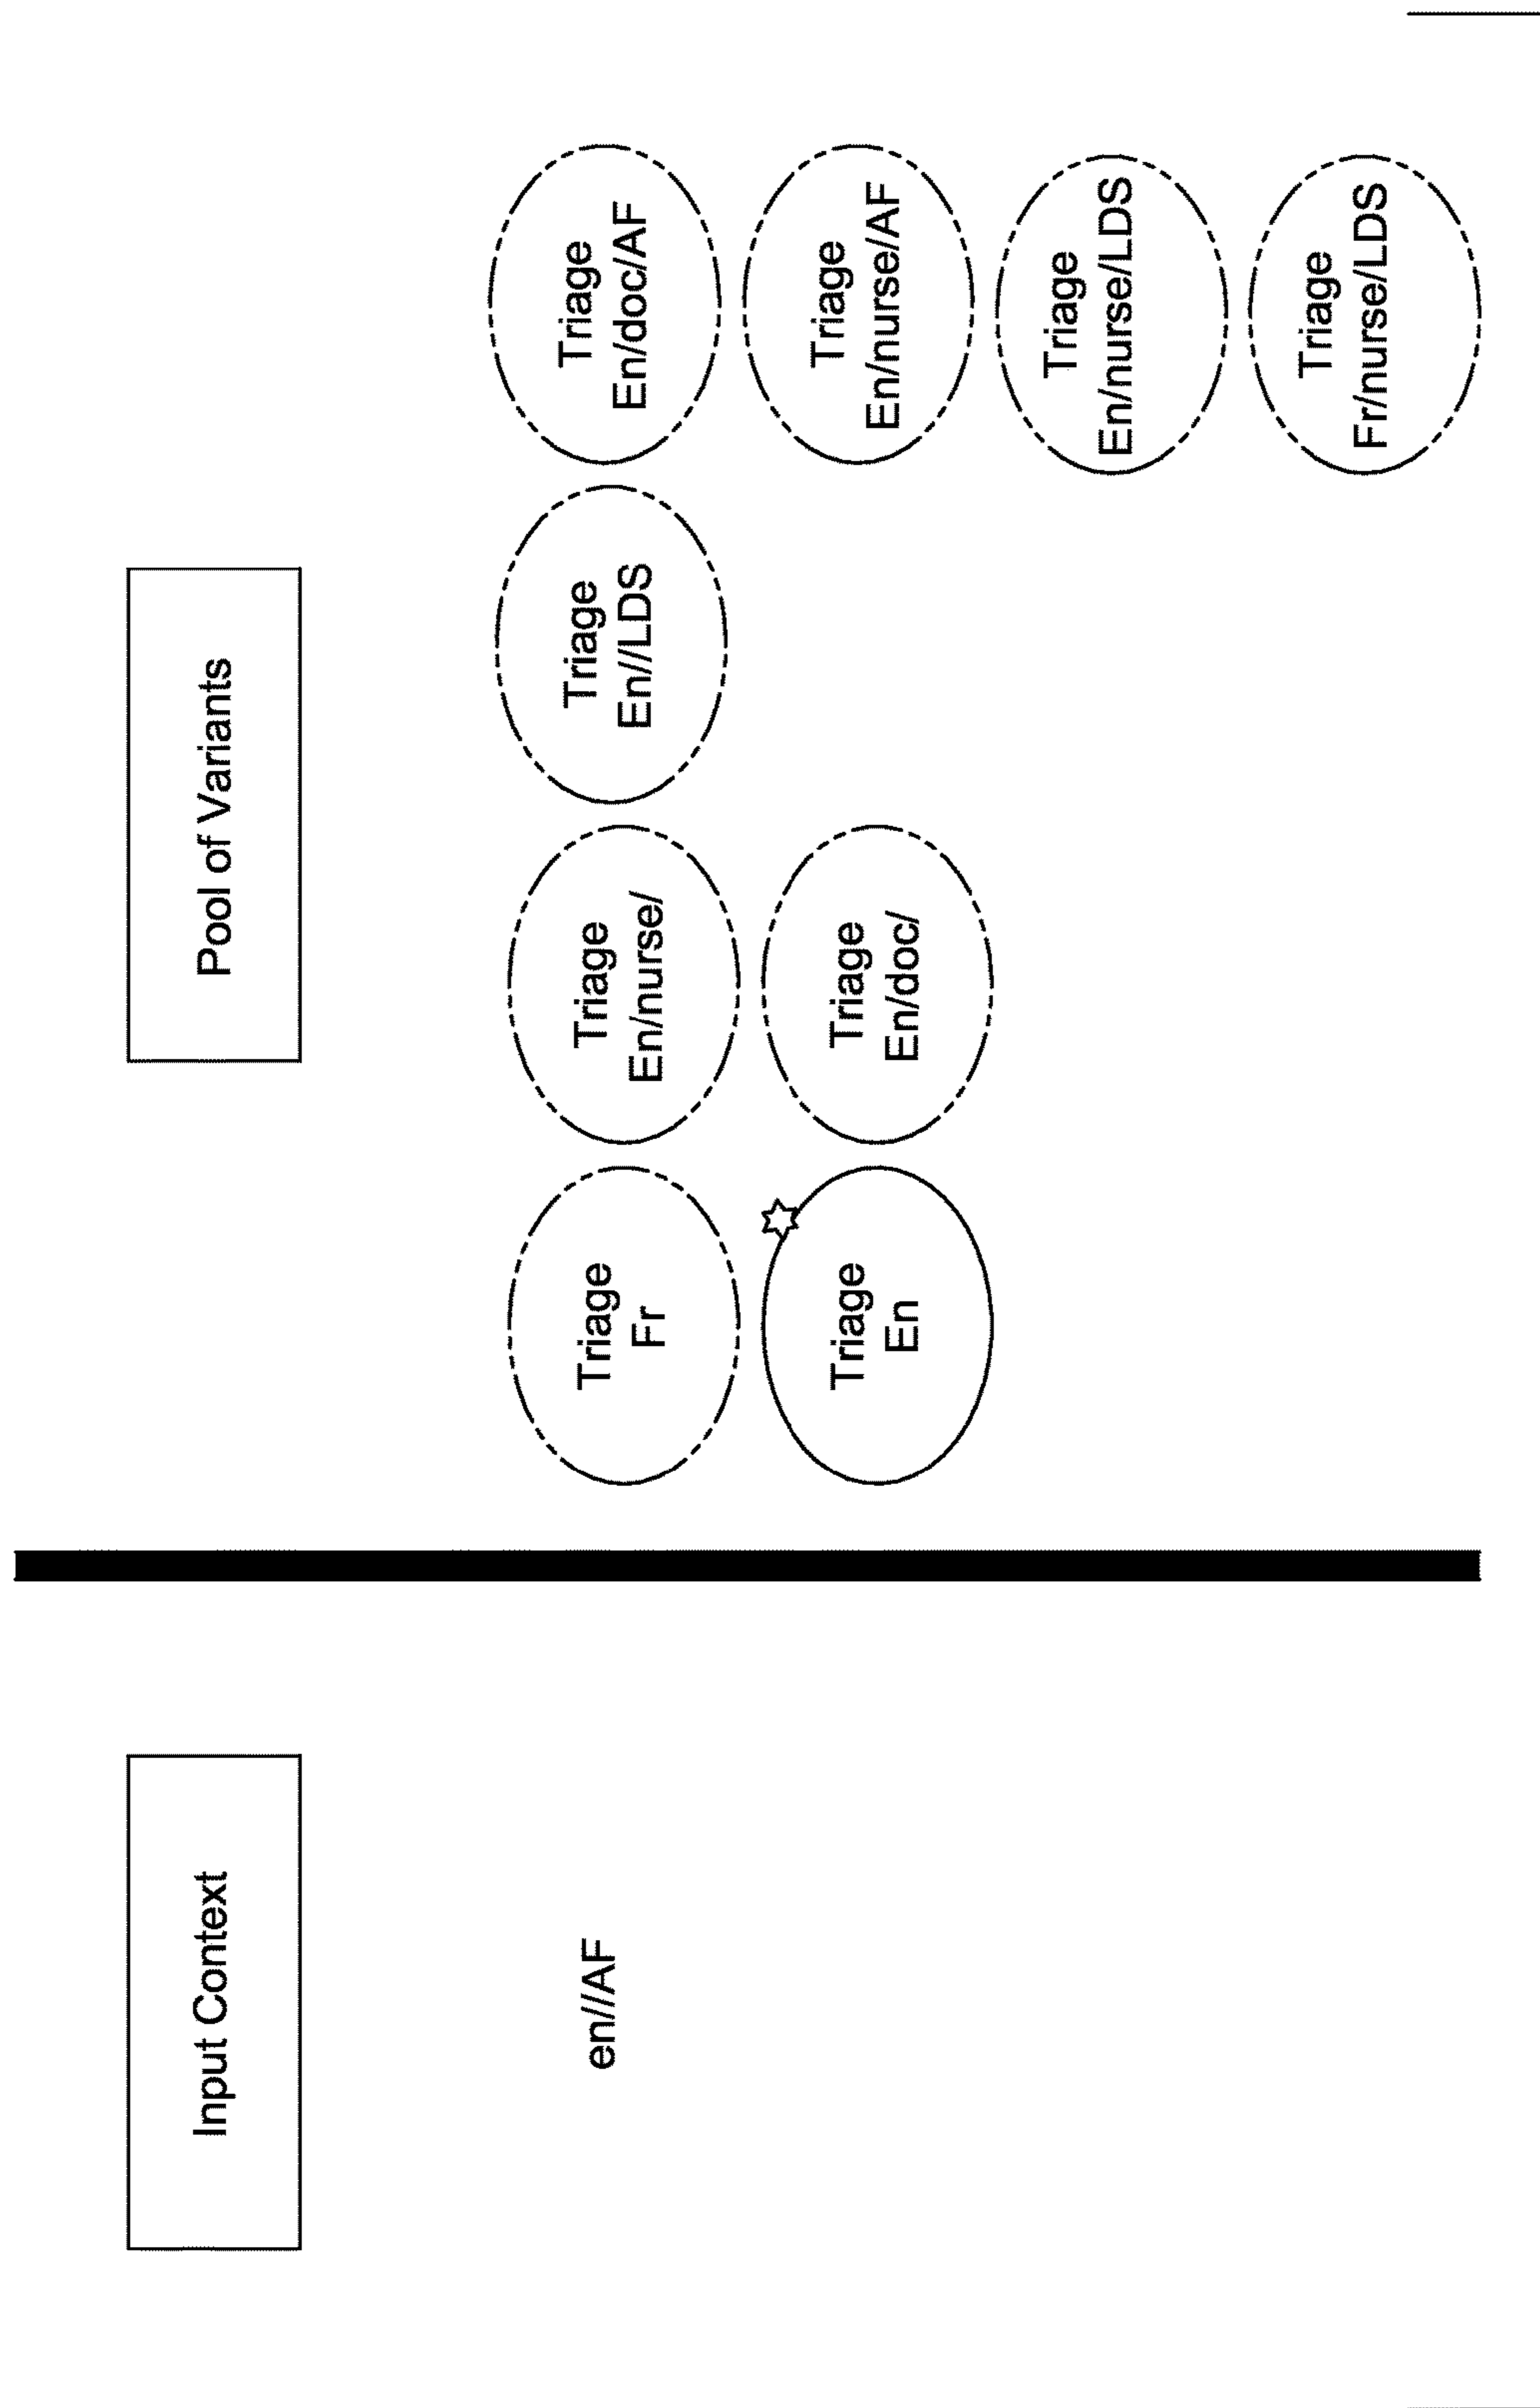 Input Context
Pool of Variants
en//AF
Triage
Fr
Triage
En/nurse/
Triage
En//LDS
Triage
En/doc/AF
Triage
En
Triage
En/doc/
Triage
En/nurse/AF
Triage
En/nurse/LDS
Triage
Fr/nurse/LDS